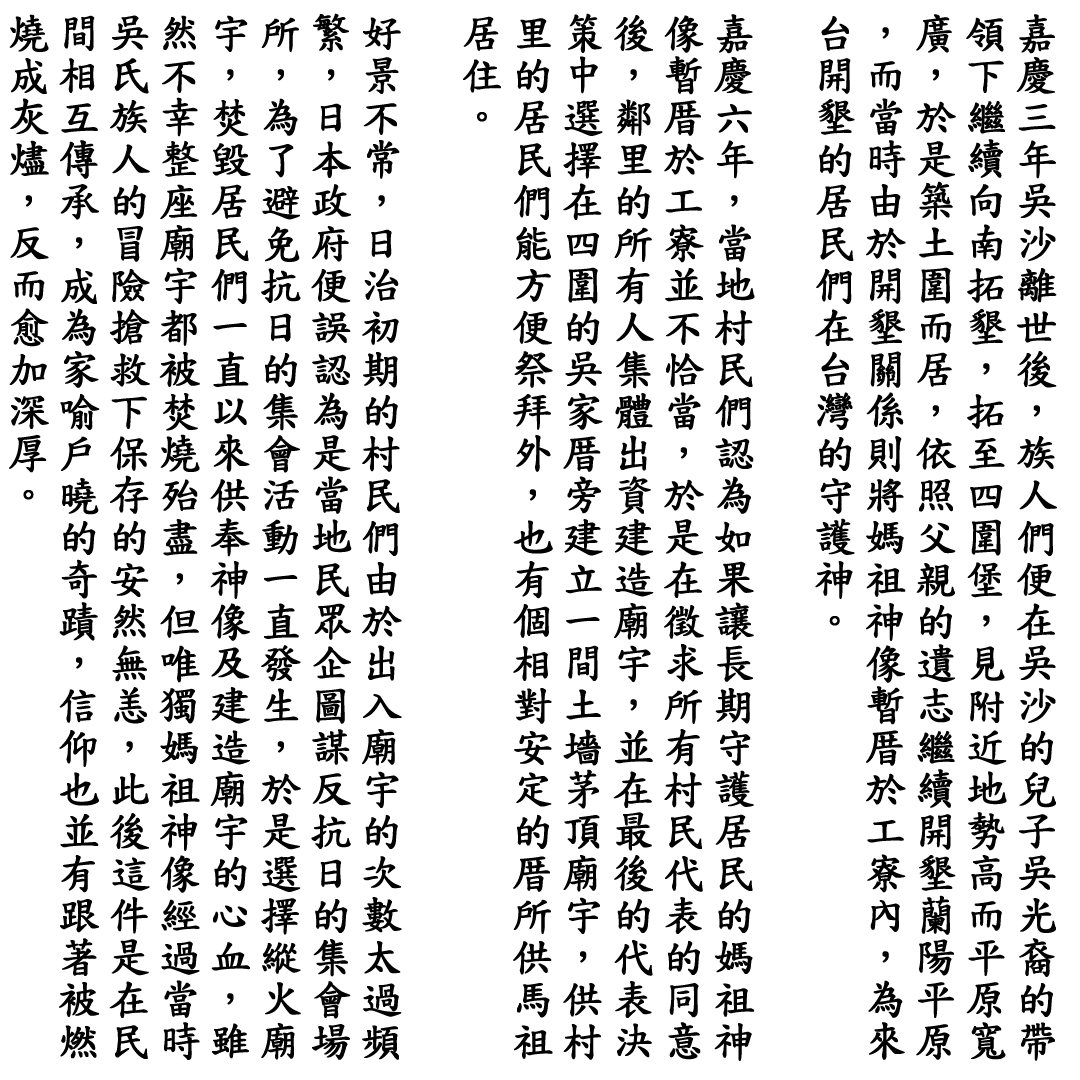 嘉慶三年吳沙離世後，族人們便在吳沙的兒子吳光裔的帶
領下繼續向南拓墾，拓至四圍堡，見附近地勢高而平原寬
廣，於是築土圍而居，依照父親的遺志繼續開墾蘭陽平原
，而當時由於開墾關係則將媽祖神像暫厝於工寮內，為來
台開墾的居民們在台灣的守護神。
嘉慶六年，當地村民們認為如果讓長期守護居民的媽祖神
像暫厝於工寮並不恰當，於是在徵求所有村民代表的同意
後，鄰里的所有人集體出資建造廟宇，並在最後的代表決
策中選擇在四圍的吳家厝旁建立一間土墻茅頂廟宇，供村
里的居民們能方便祭拜外，也有個相對安定的厝所供馬祖
居住。
好景不常，日治初期的村民們由於出入廟宇的次數太過頻
繁，日本政府便誤認為是當地民眾企圖謀反抗日的集會場
所，為了避免抗日的集會活動一直發生，於是選擇縱火廟
宇，焚毀居民們一直以來供奉神像及建造廟宇的心血，雖
然不幸整座廟宇都被焚燒殆盡，但唯獨媽祖神像經過當時
吳氏族人的冒險搶救下保存的安然無恙，此後這件是在民
間相互傳承，成為家喻戶曉的奇蹟，信仰也並有跟著被燃
燒成灰燼，反而愈加深厚。